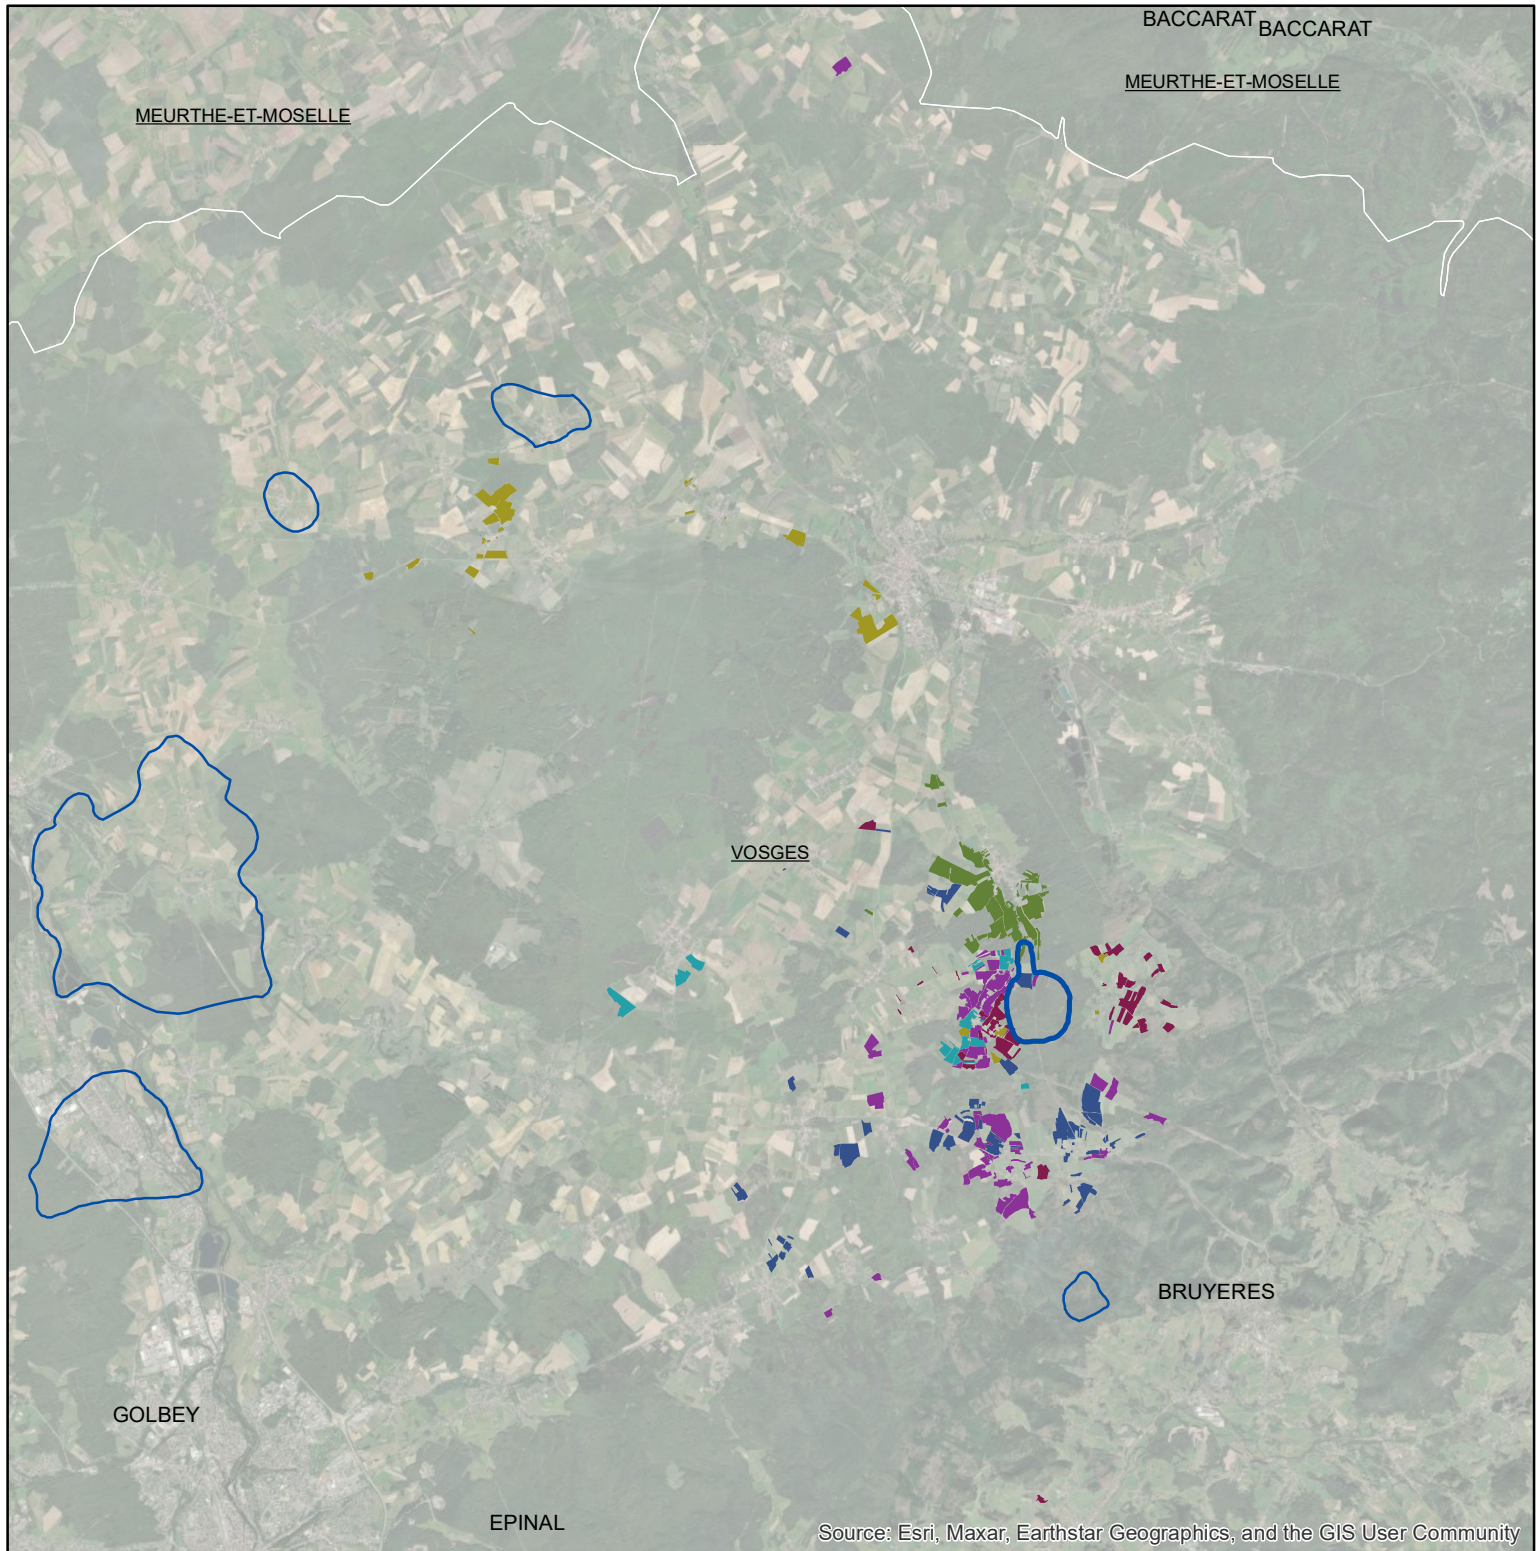 BACCARAT
BACCARAT
MEURTHE-ET-MOSELLE
MEURTHE-ET-MOSELLE
VOSGES
BRUYERES
GOLBEY
EPINAL
Source: Esri, Maxar, Earthstar Geographics, and the GIS User Community